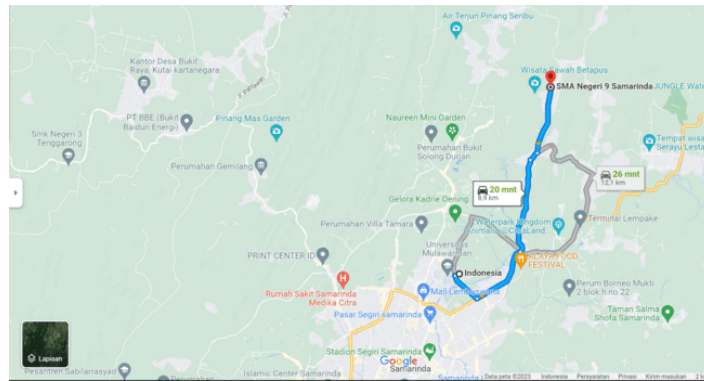 Air Terjun Pinang Seribu
Kantor Desa Bukit
Raya, Kutai kartanegara
Wisata Sawah Betapus
SMA Negeri 9 Samarinda
JUNGLE Wate
PT BBE (Bukit
Baiduri Energi)
Pinang Mas Garden
Naureen Mini Garden
Smk Negeri 3
Tenggarong
Perumahan Bukit
Solong Durian
Tempat wisa
Serayu Lesta
Perumahan Gemilang
26 mnt
12,1 km
20 mnt
8,9 km
Gelora Kadrie Oening
Perumahan Villa Tamara
Waterpark
Animalia @CitraLand
Terminal Lempake
PRINT CENTER ID
Universitas
Mulawarman
ALAYA FOOD
FESTIVAL
Indonesia
Rumah Sakit Samarinda
Medika Citra
Mall Lembuswana
Perum Borneo Mukti
2 blok h no 22
Pasar Segiri samarinda
Taman Salma
Shofa Samarinda
Lapisan
Stadion Segiri Samarinda
Google
Samarinda
Pesantren Sabilarrasyad
Islamic Center Samarinda
Data peta ©2023
Indonesia
Persyaratan
Privasi
Kirim masukan